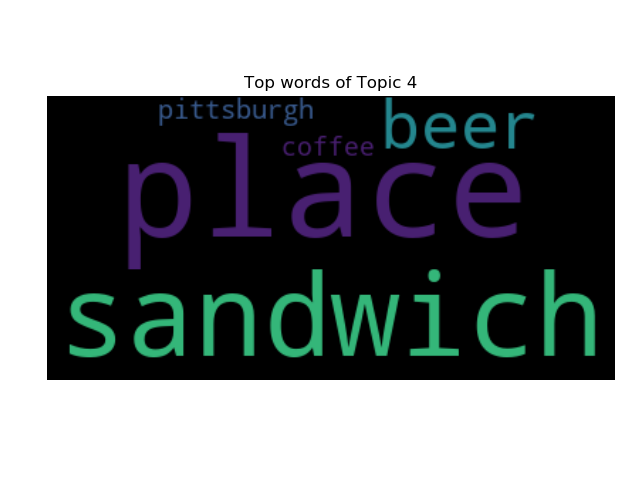 Top words of Topic 4
pittsburgh
beer
coffee
place
sandwich